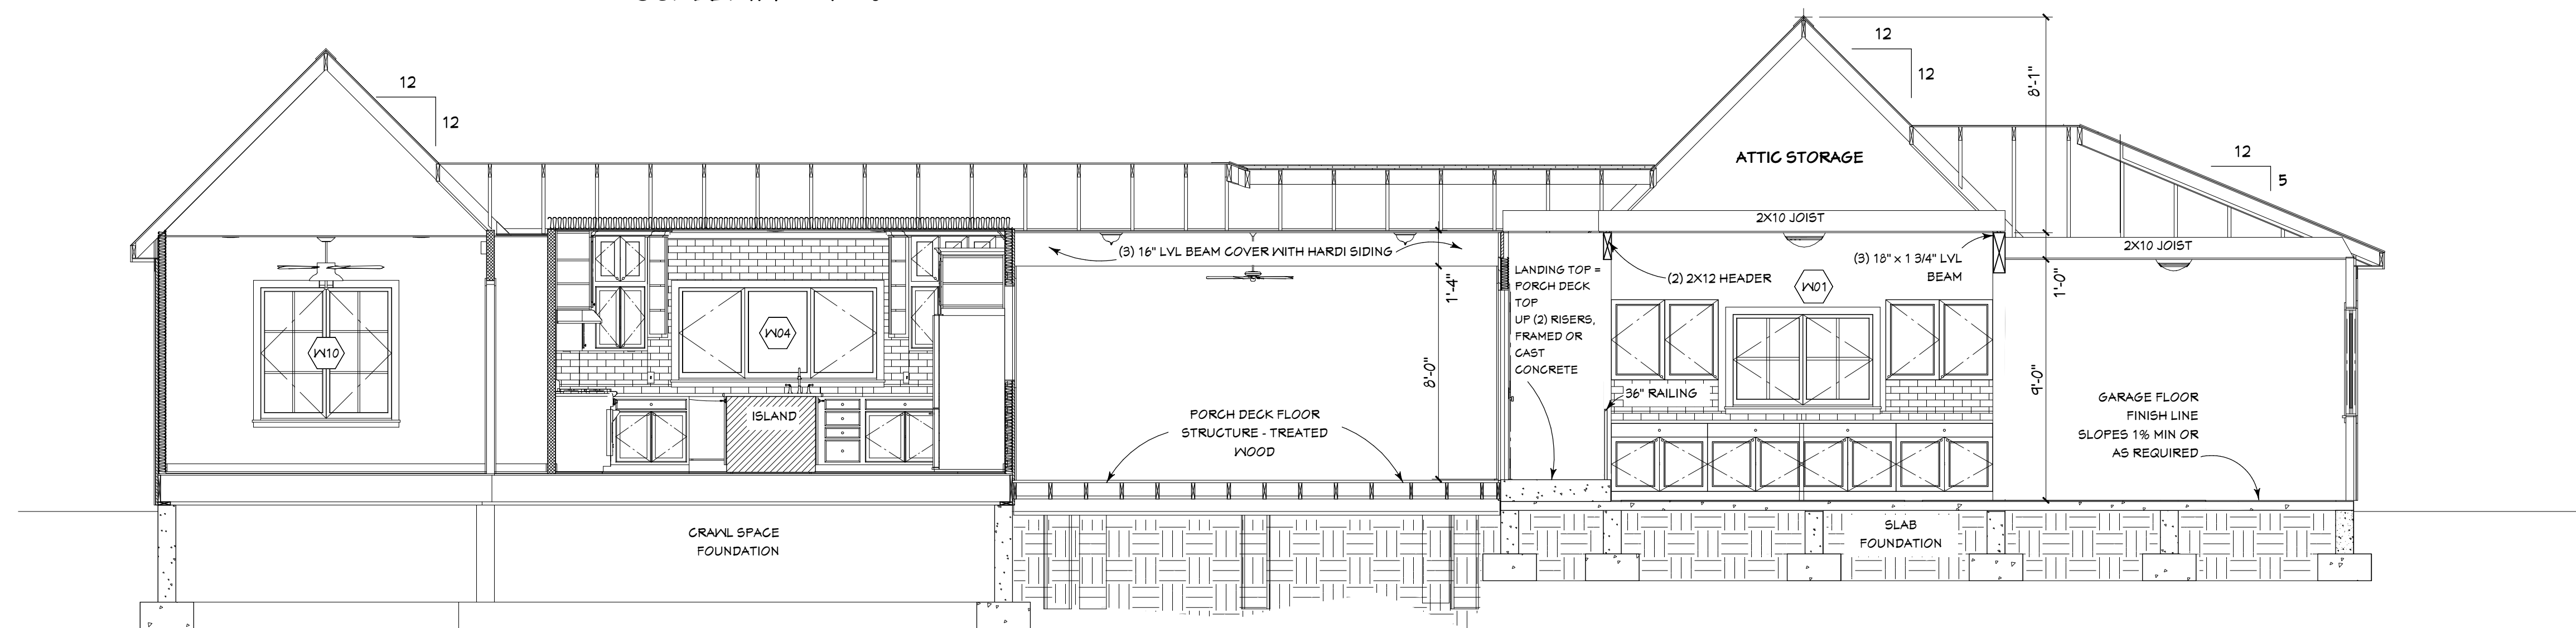 12
12
12
12
8'-1"
ATTIC STORAGE
12
5
2X10 JOIST
2X10 JOIST
(3) 16" LVL BEAM COVER WITH HARDI SIDING
(2) 2X12 HEADER
(3) 18" x 1 3/4" LVL
BEAM
1'-4"
1'-0"
LANDING TOP =
PORCH DECK
TOP
UP (2) RISERS,
FRAMED OR
CAST
CONCRETE
W10
W04
W01
8'-0"
9'-0"
36" RAILING
ISLAND
PORCH DECK FLOOR
STRUCTURE - TREATED
WOOD
GARAGE FLOOR
FINISH LINE
SLOPES 1% MIN OR
AS REQUIRED
CRAWL SPACE
FOUNDATION
SLAB
FOUNDATION